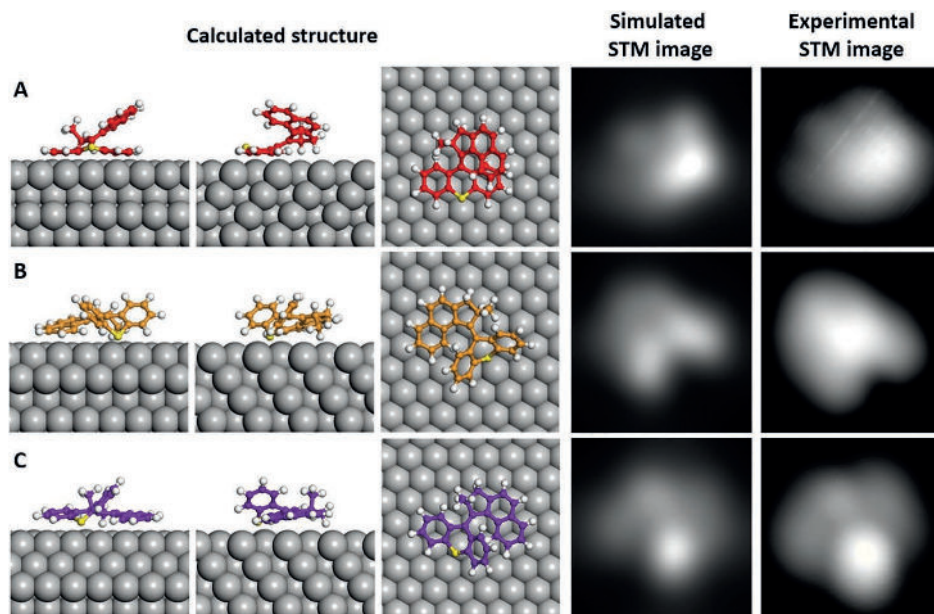 Calculated structure
Simulated
STM image
Experimental
STM image
A
B
C